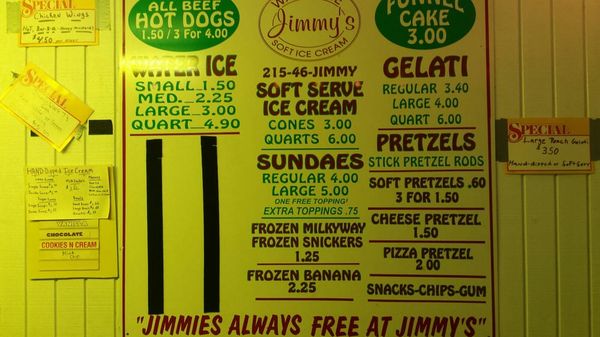 SPECIAL
Chicken Wings
$4.50
SPECIAL
HAND Dipped Ice Cream
VANILLA
CHOCOLATE
COOKIES N CREAM
Mint
Chip
ALL BEEF
HOT DOGS
1.50 / 3 For 4.00
WATER ICE
SMALL 1.50
MED. 2.25
LARGE 3.00
QUART 4.90
Jimmy's
SOFT ICE CREAM
215-46-JIMMY
SOFT SERVE
ICE CREAM
CONES 3.00
QUARTS 6.00
SUNDAES
REGULAR 4.00
LARGE 5.00
ONE FREE TOPPING!
EXTRA TOPPINGS .75
FROZEN MILKYWAY
FROZEN SNICKERS
1.25
FROZEN BANANA
2.25
FUNNEL
CAKE
3.00
GELATI
REGULAR 3.40
LARGE 4.00
QUART 6.00
PRETZELS
STICK PRETZEL RODS
SOFT PRETZELS .60
3 FOR 1.50
CHEESE PRETZEL
1.50
PIZZA PRETZEL
2 00
SNACKS-CHIPS-GUM
"JIMMIES ALWAYS FREE AT JIMMY'S"
SPECIAL
Large Peach Gelati
$3.50
Hand-dipped or Soft Serv